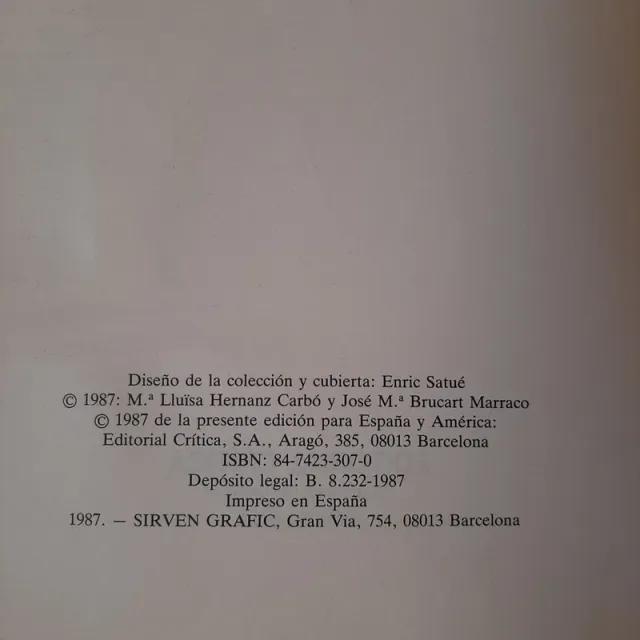 Diseño de la colección y cubierta: Enric Satué
© 1987: M.ª Lluïsa Hernanz Carbó y José M.ª Brucart Marraco
© 1987 de la presente edición para España y América:
Editorial Crítica, S.A., Aragó, 385, 08013 Barcelona
ISBN: 84-7423-307-0
Depósito legal: B. 8.232-1987
Impreso en España
1987. — SIRVEN GRAFIC, Gran Via, 754, 08013 Barcelona